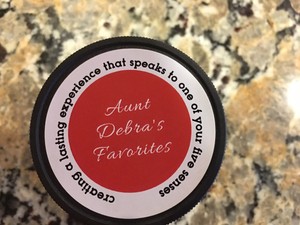 creating a lasting experience that speaks to one of your five senses
Aunt
Debra's
Favorites